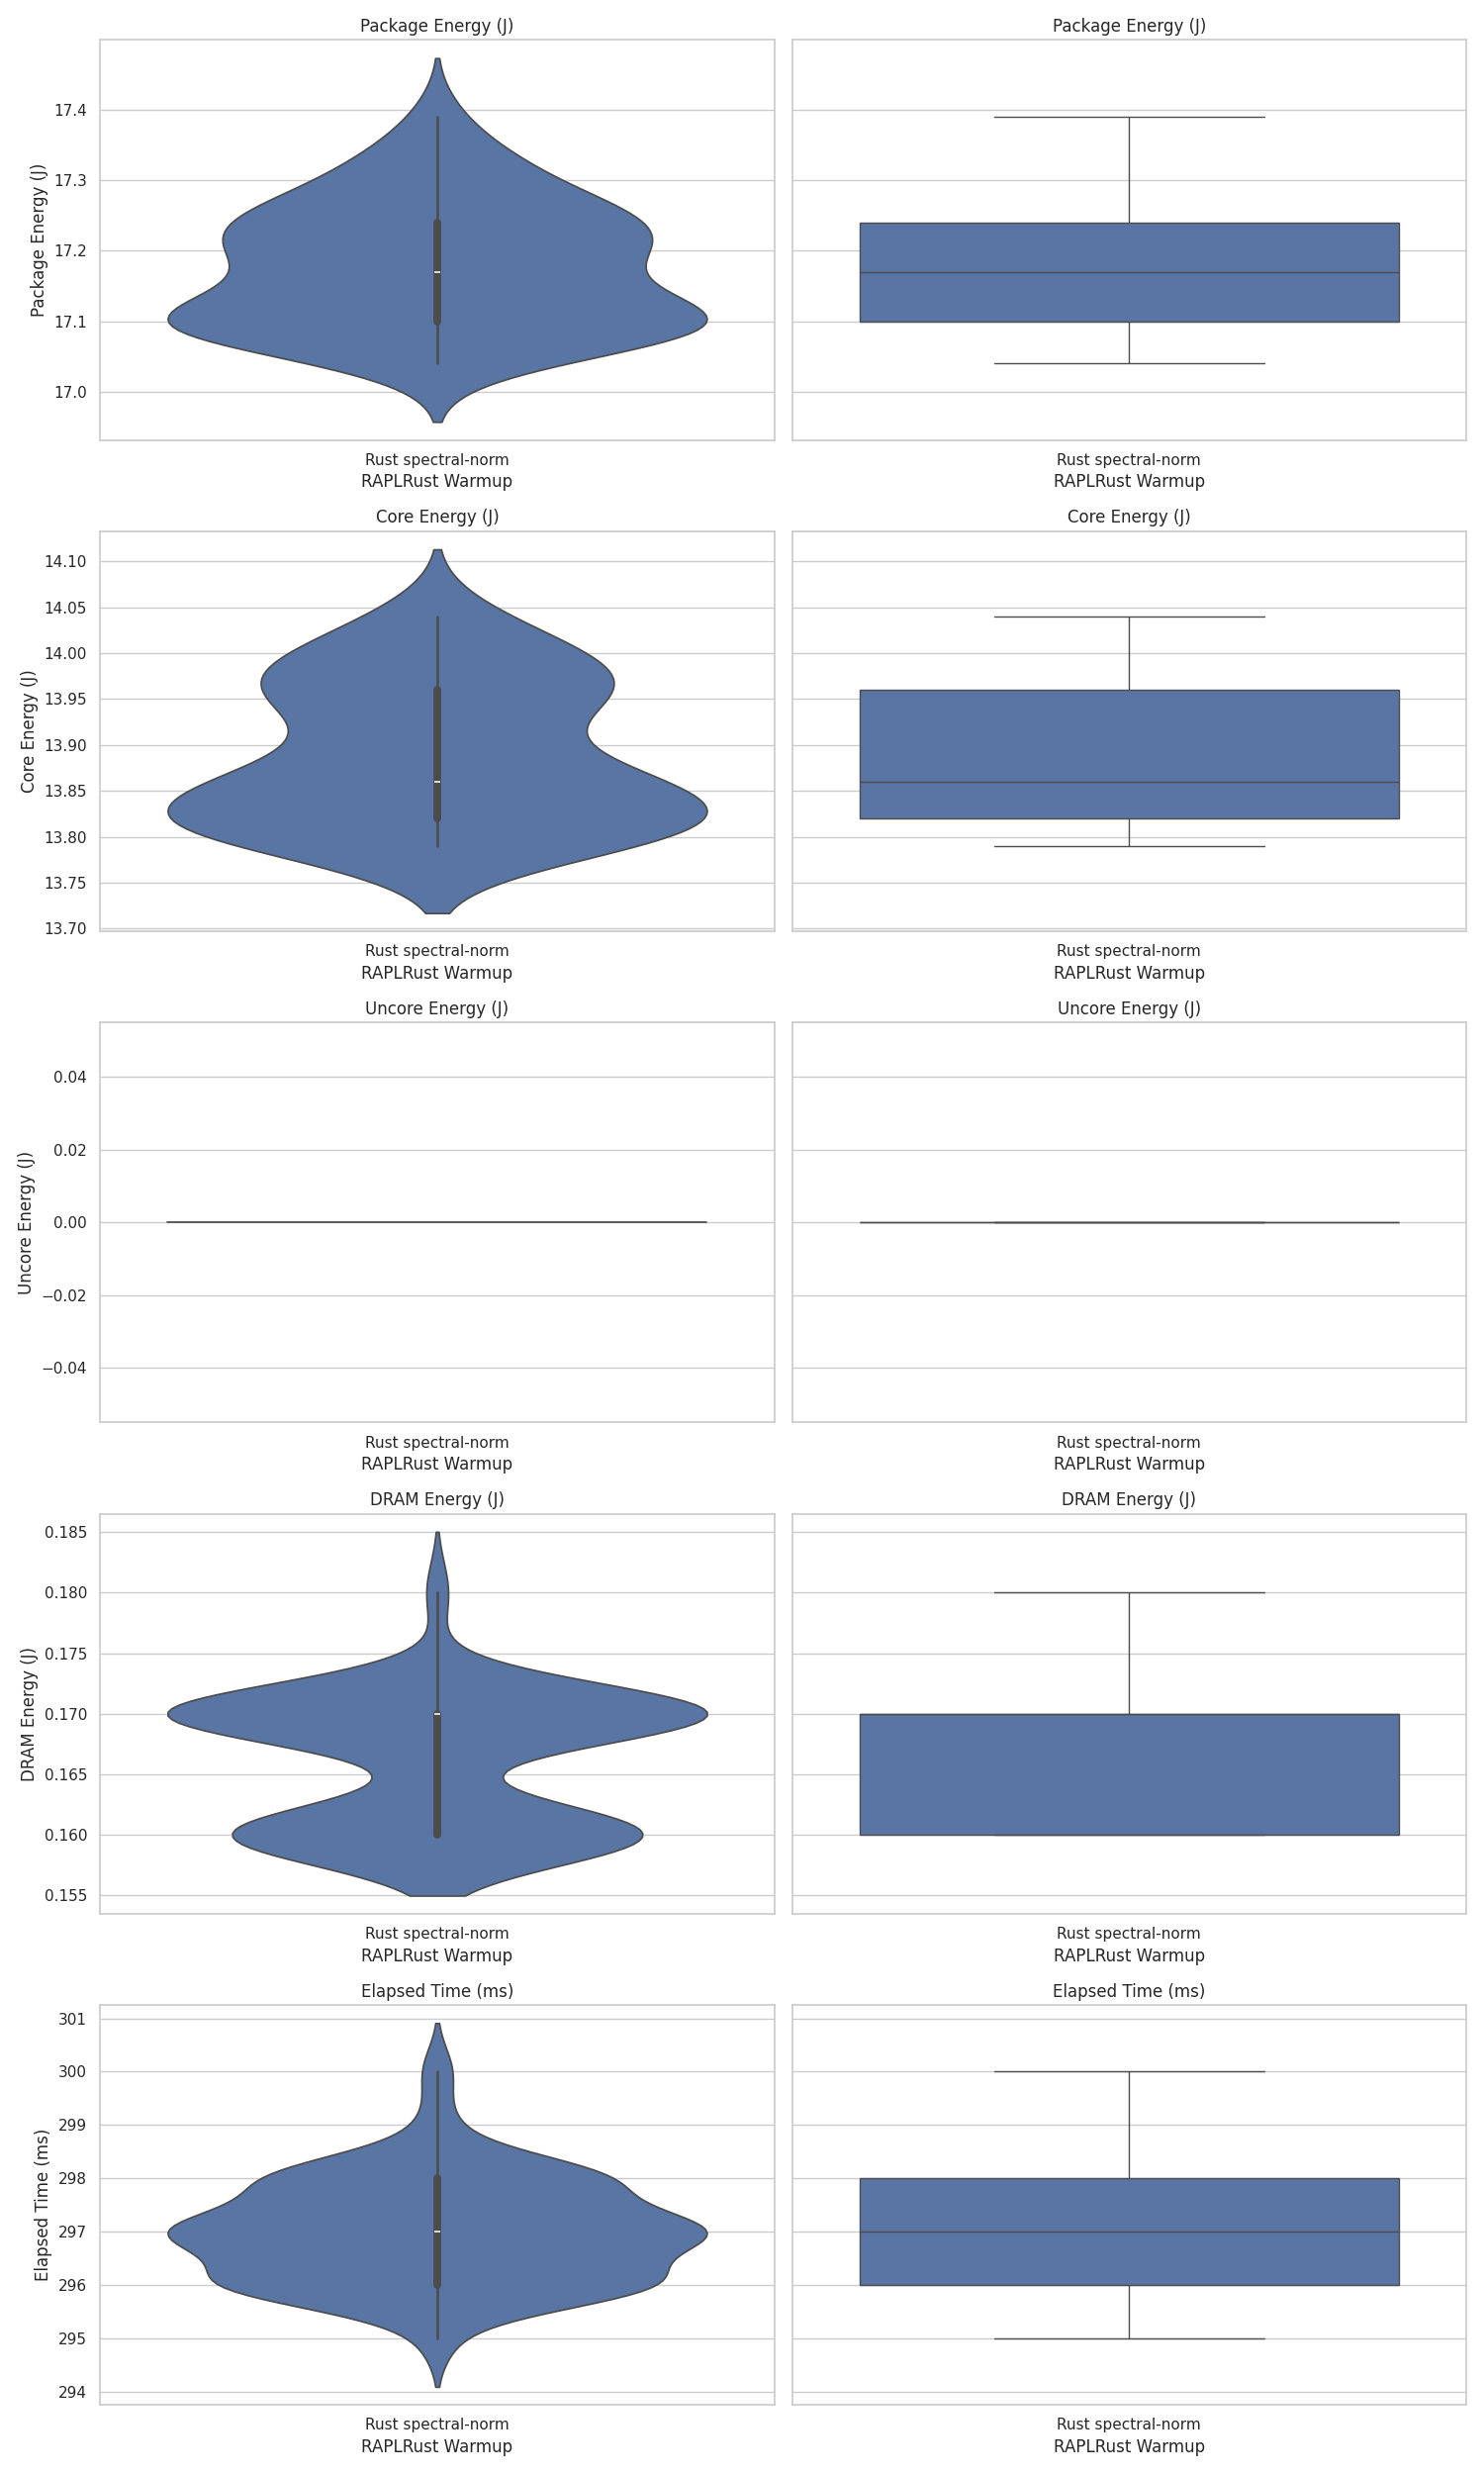 Package Energy (J)
Package Energy (J)
Package Energy (J)
17.4
17.3
17.2
17.1
17.0
Rust spectral-norm
RAPLRust Warmup
Rust spectral-norm
RAPLRust Warmup
Core Energy (J)
Core Energy (J)
Core Energy (J)
14.10
14.05
14.00
13.95
13.90
13.85
13.80
13.75
13.70
Rust spectral-norm
RAPLRust Warmup
Rust spectral-norm
RAPLRust Warmup
Uncore Energy (J)
Uncore Energy (J)
Uncore Energy (J)
0.04
0.02
0.00
−0.02
−0.04
Rust spectral-norm
RAPLRust Warmup
Rust spectral-norm
RAPLRust Warmup
DRAM Energy (J)
DRAM Energy (J)
DRAM Energy (J)
0.185
0.180
0.175
0.170
0.165
0.160
0.155
Rust spectral-norm
RAPLRust Warmup
Rust spectral-norm
RAPLRust Warmup
Elapsed Time (ms)
Elapsed Time (ms)
Elapsed Time (ms)
301
300
299
298
297
296
295
294
Rust spectral-norm
RAPLRust Warmup
Rust spectral-norm
RAPLRust Warmup